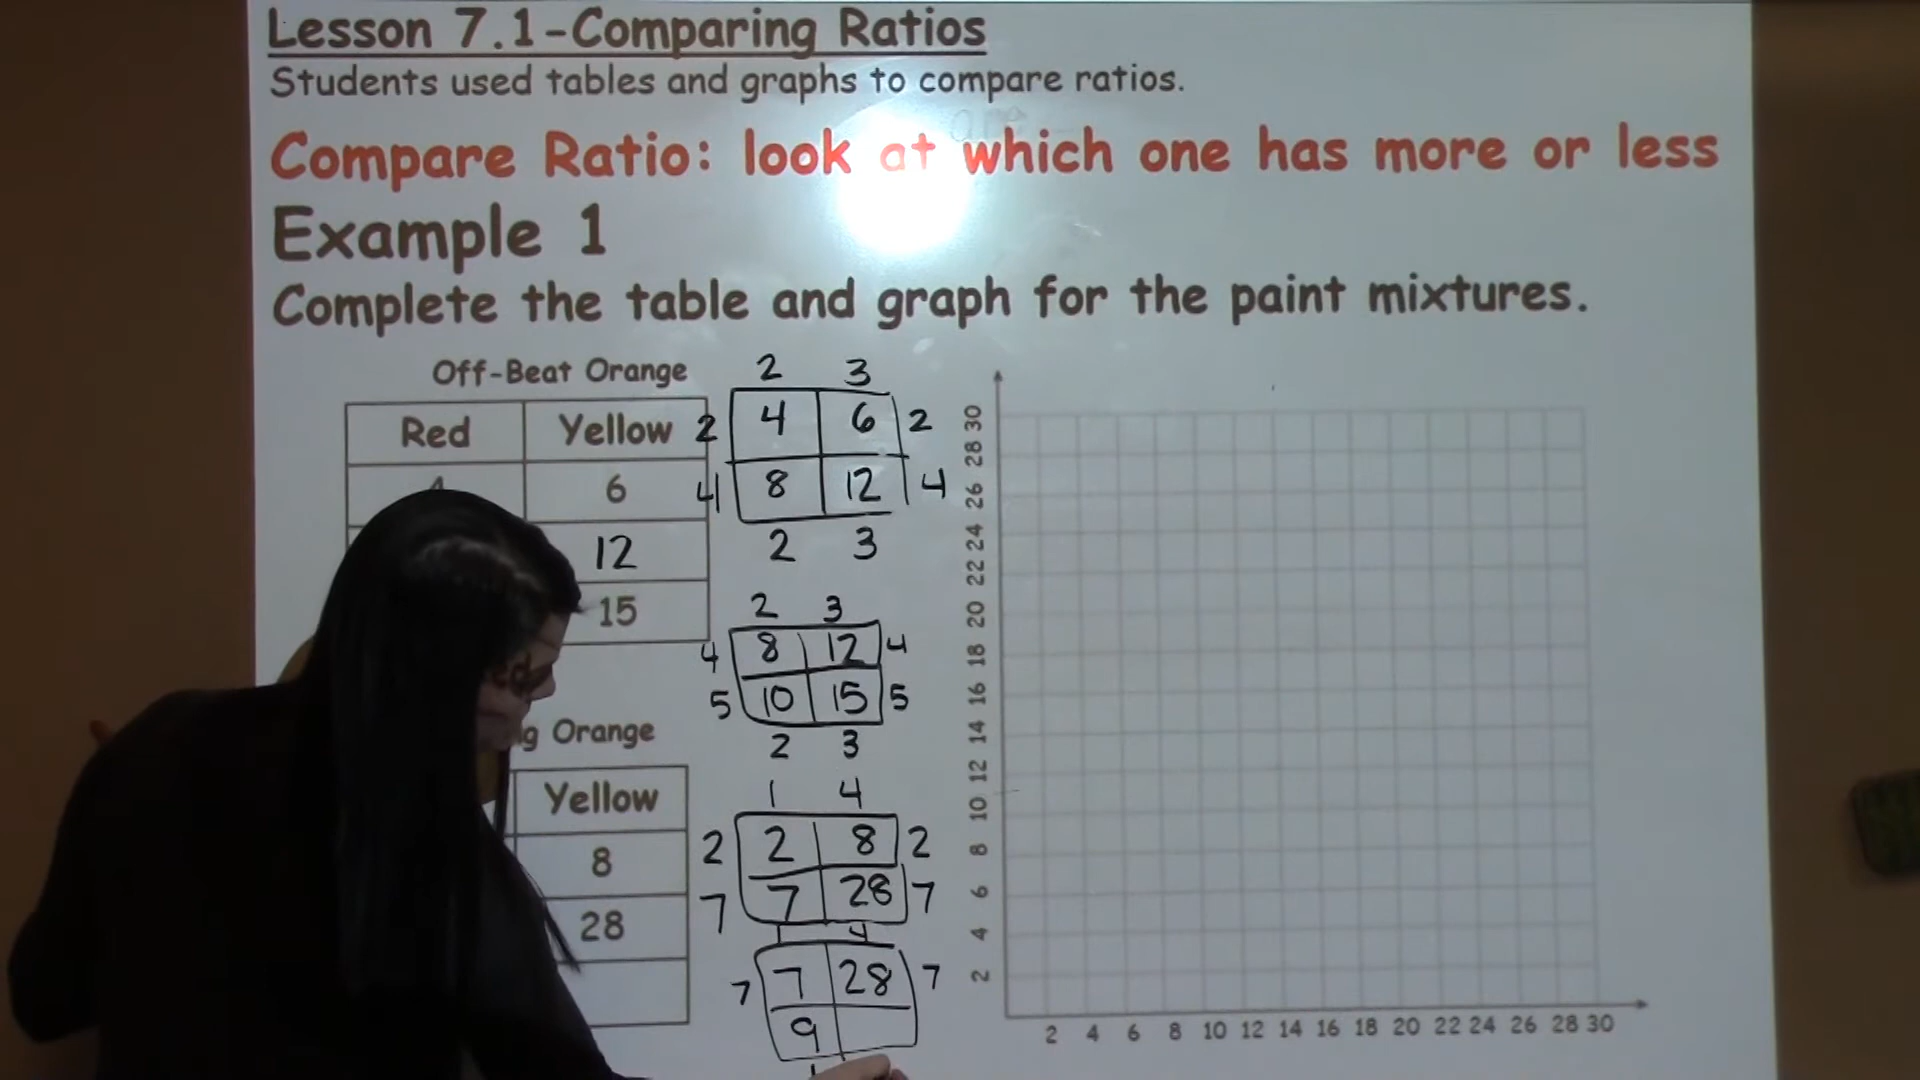 Lesson 7.1-Comparing Ratios
Students used tables and graphs to compare ratios.
are
Compare Ratio: look at which one has more or less
Example 1
Complete the table and graph for the paint mixtures.
Off-Beat Orange
Red Yellow
4 6
12
15
2 3
2 4 6 2
4 8 12 4
2 3
2 3
4 8 12 4
5 10 15 5
2 3
g Orange
Yellow
8
28
1 4
2 2 8 2
7 7 28 7
1 4
7 7 28 7
9
1
30
28
26
24
22
20
18
16
14
12
10
8
6
4
2
2 4 6 8 10 12 14 16 18 20 22 24 26 28 30